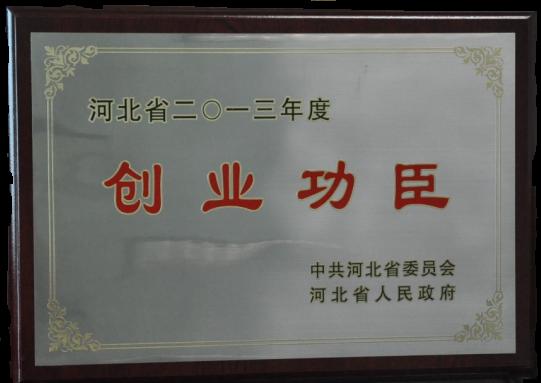 河北省二〇一三年度
创业功臣
中共河北省委员会
河北省人民政府